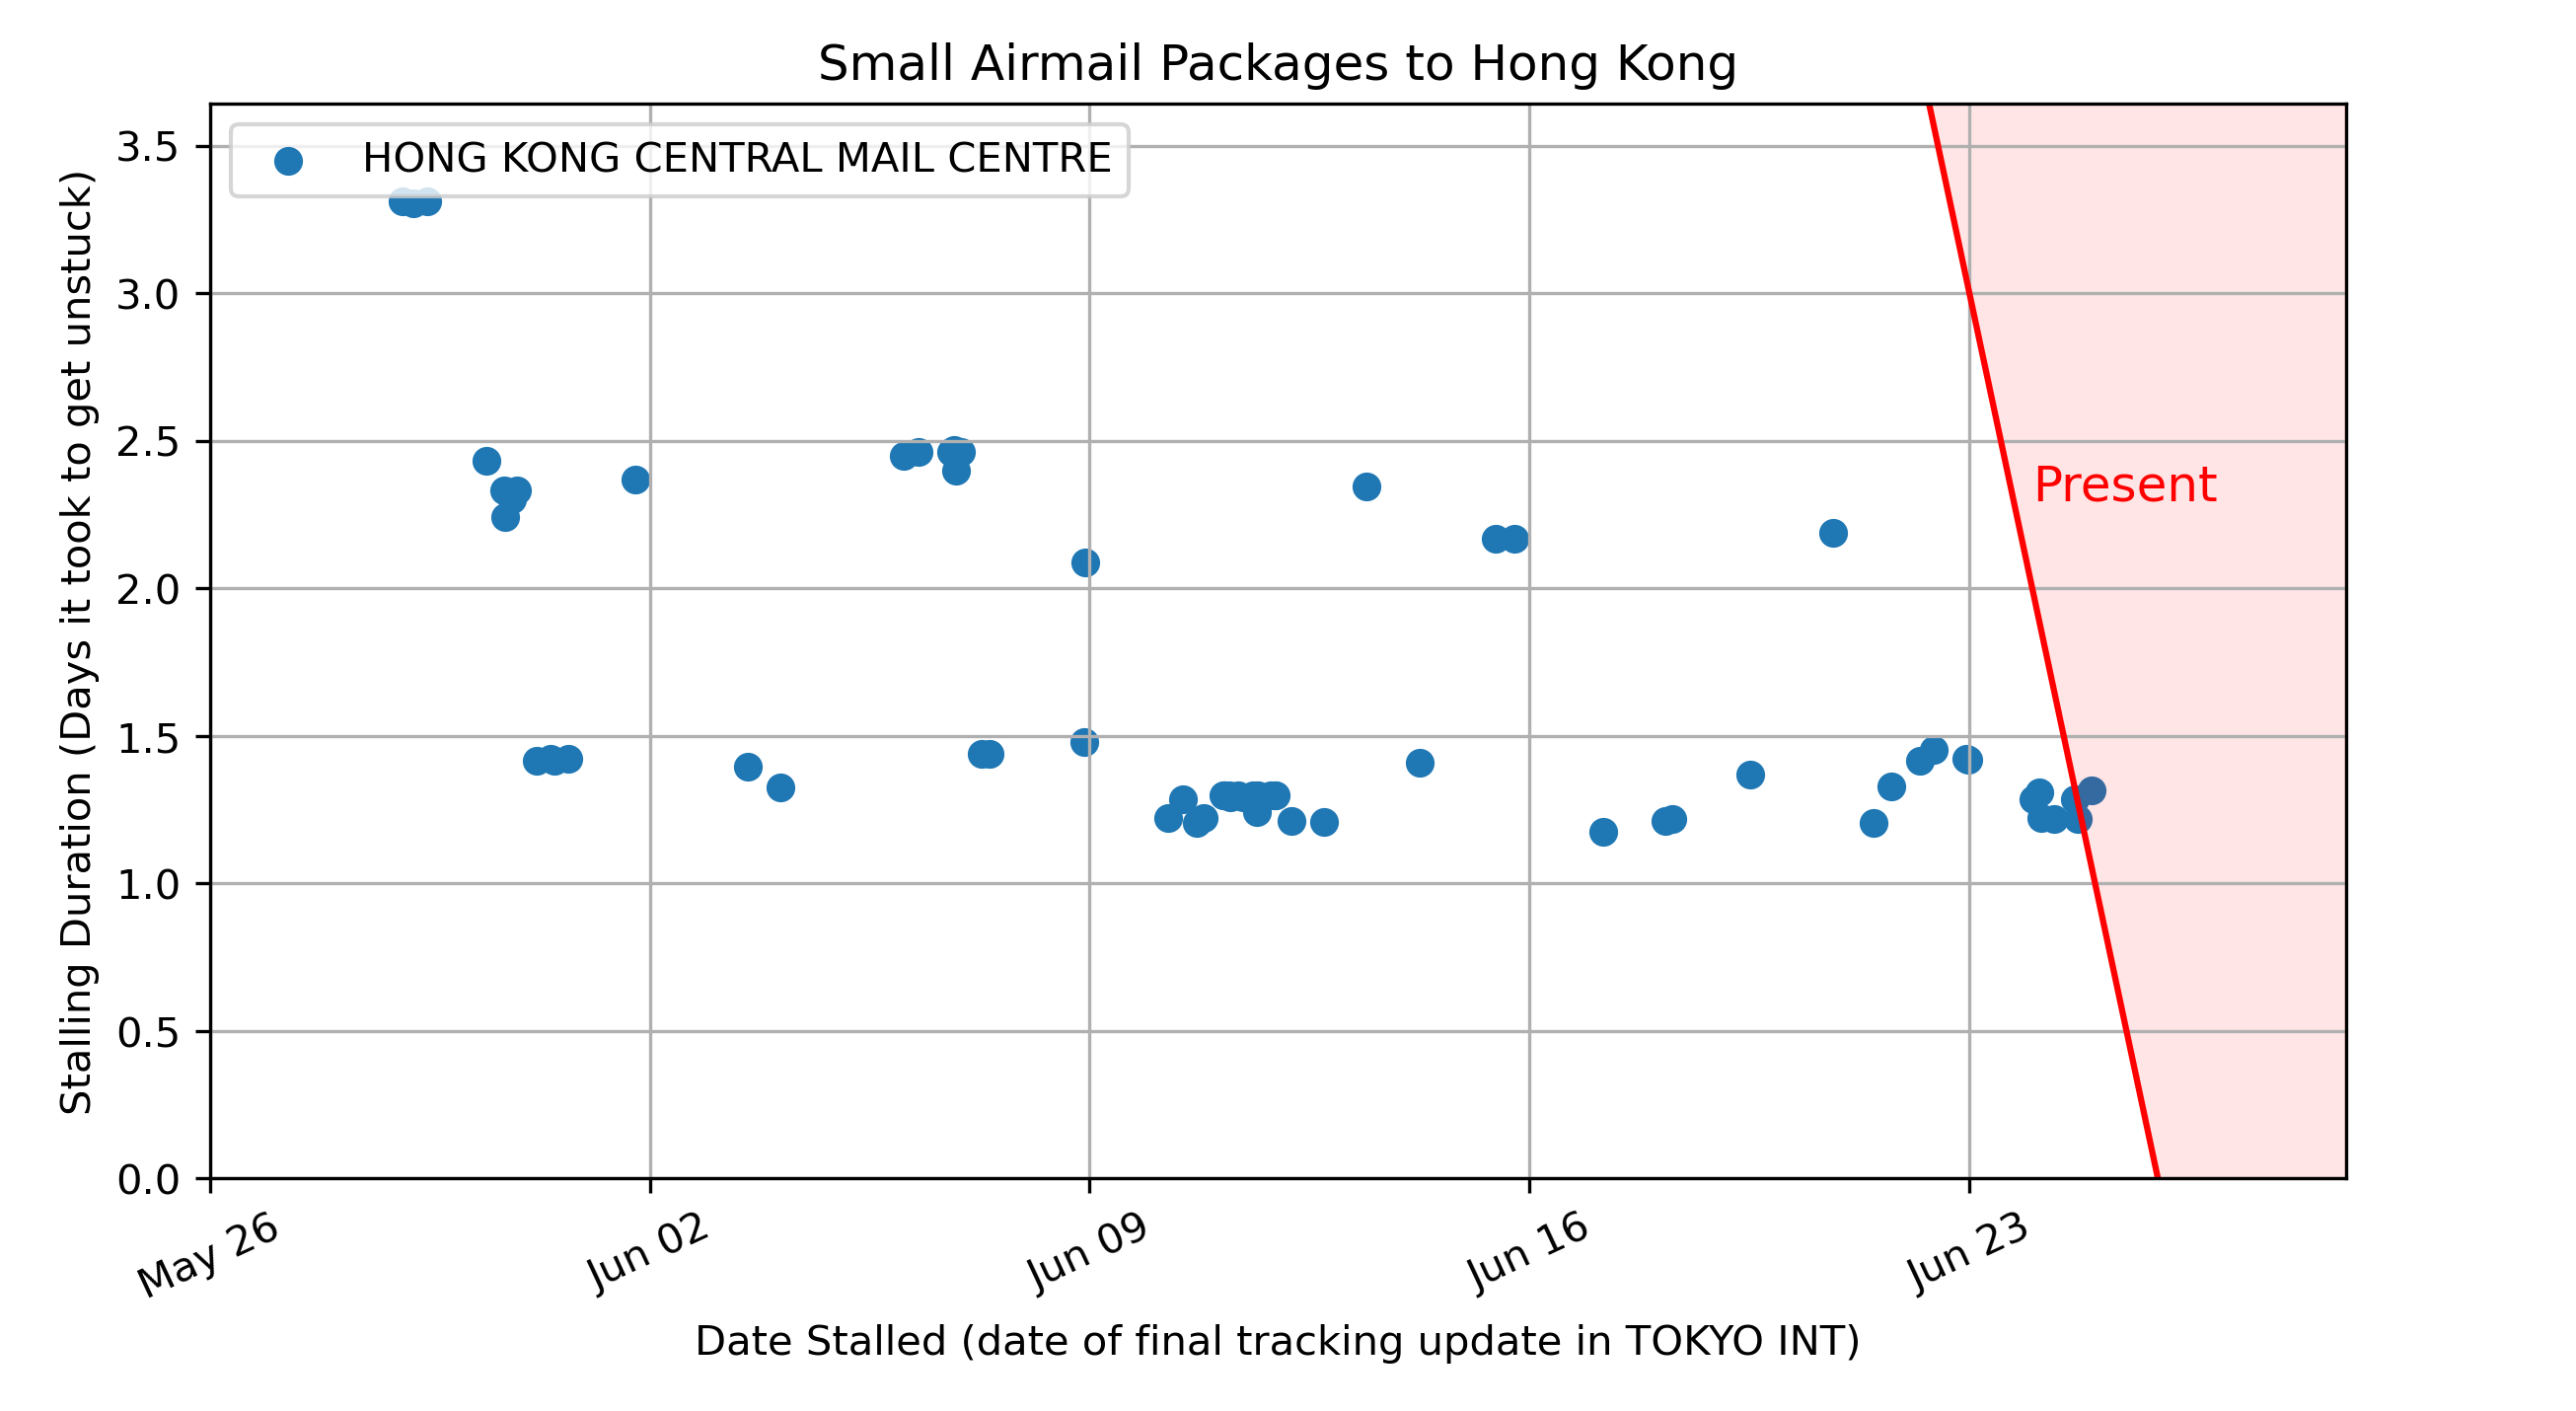 Small Airmail Packages to Hong Kong
HONG KONG CENTRAL MAIL CENTRE
Stalling Duration (Days it took to get unstuck)
3.5
3.0
2.5
2.0
1.5
1.0
0.5
0.0
Present
May 26
Jun 02
Jun 09
Jun 16
Jun 23
Date Stalled (date of final tracking update in TOKYO INT)